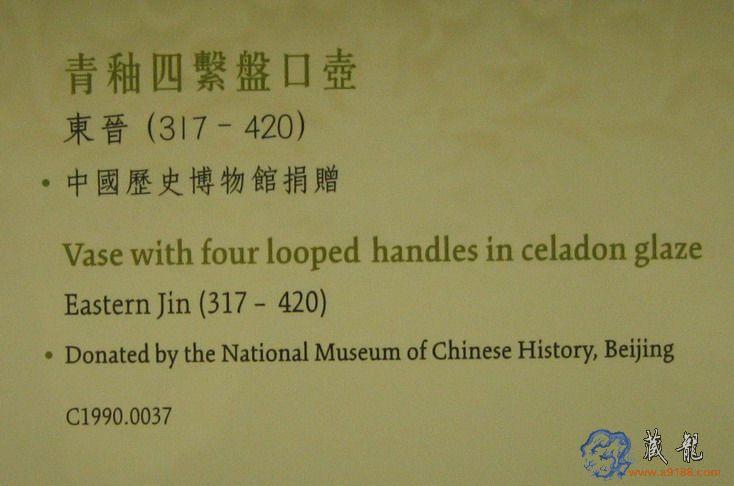 青釉四繫盤口壺
東晉 (317 - 420)
• 中國歷史博物館捐贈
Vase with four looped handles in celadon glaze
Eastern Jin (317 – 420)
• Donated by the National Museum of Chinese History, Beijing
C1990.0037
藏龍
www.a9188.com